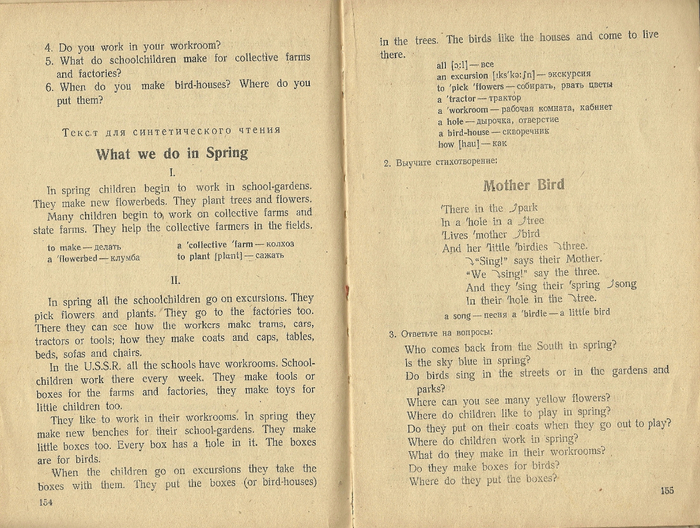 4. Do you work in your workroom?
5. What do schoolchildren make for collective farms
and factories?
6. When do you make bird-houses? Where do you
put them?
Текст для синтетического чтения
What we do in Spring
I.
In spring children begin to work in school-gardens.
They make new flowerbeds. They plant trees and flowers.
Many children begin to work on collective farms and
state farms. They help the collective farmers in the fields.
to make — делать
a 'flowerbed — клумба
a 'collective 'farm — колхоз
to plant [plɑ:nt] — сажать
II.
In spring all the schoolchildren go on excursions. They
pick flowers and plants. They go to the factories too.
There they can see how the workers make trams, cars,
tractors or tools; how they make coats and caps, tables,
beds, sofas and chairs.
In the U.S.S.R. all the schools have workrooms. School-
children work there every week. They make tools or
boxes for the farms and factories, they make toys for
little children too.
They like to work in their workrooms. In spring they
make new benches for their school-gardens. They make
little boxes too. Every box has a hole in it. The boxes
are for birds.
When the children go on excursions they take the
boxes with them. They put the boxes (or bird-houses)
154
in the trees. The birds like the houses and come to live
there.
all [ɔ:l] — все
an excursion [ɪks'kə:ʃn] — экскурсия
to 'pick 'flowers — собирать, рвать цветы
a 'tractor — трактор
a 'workroom — рабочая комната, кабинет
a hole — дырочка, отверстие
a bird-house — скворечник
how [hau] — как
2. Выучите стихотворение:
Mother Bird
'There in the park
In a 'hole in a tree
'Lives 'mother bird
And her 'little 'birdies three.
"Sing!" says their Mother.
"We sing!" say the three.
And they 'sing their 'spring song
In their 'hole in the tree.
a song — песня a 'birdie — a little bird
3. Ответьте на вопросы:
Who comes back from the South in spring?
Is the sky blue in spring?
Do birds sing in the streets or in the gardens and
parks?
Where can you see many yellow flowers?
Where do children like to play in spring?
Do they put on their coats when they go out to play?
Where do children work in spring?
What do they make in their workrooms?
Do they make boxes for birds?
Where do they put the boxes?
155